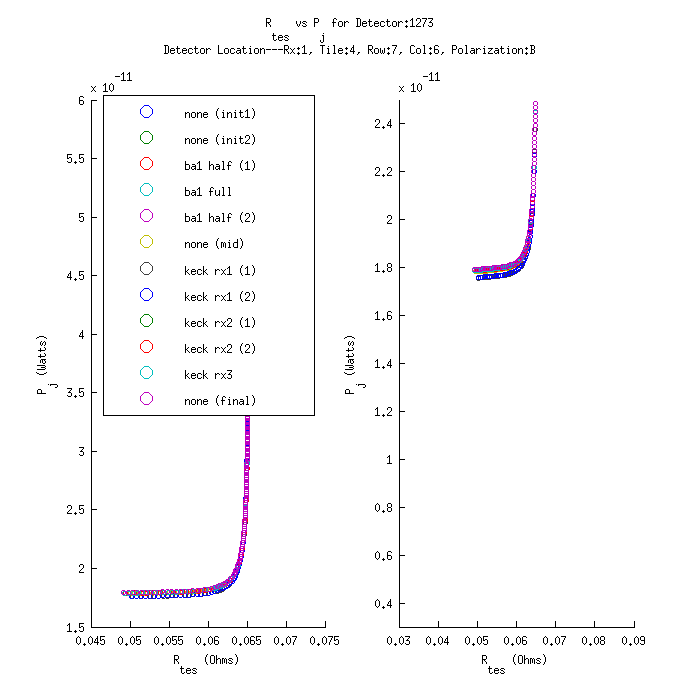 R_tes vs P_j for Detector:1273
Detector Location---Rx:1, Tile:4, Row:7, Col:6, Polarization:B
x 10^-11
6
5.5
5
4.5
4
3.5
3
2.5
2
1.5
P_j (Watts)
none (init1)
none (init2)
ba1 half (1)
ba1 full
ba1 half (2)
none (mid)
keck rx1 (1)
keck rx1 (2)
keck rx2 (1)
keck rx2 (2)
keck rx3
none (final)
0.045 0.05 0.055 0.06 0.065 0.07 0.075
R_tes (Ohms)
x 10^-11
2.4
2.2
2
1.8
1.6
1.4
1.2
1
0.8
0.6
0.4
P_j (Watts)
0.03 0.04 0.05 0.06 0.07 0.08 0.09
R_tes (Ohms)